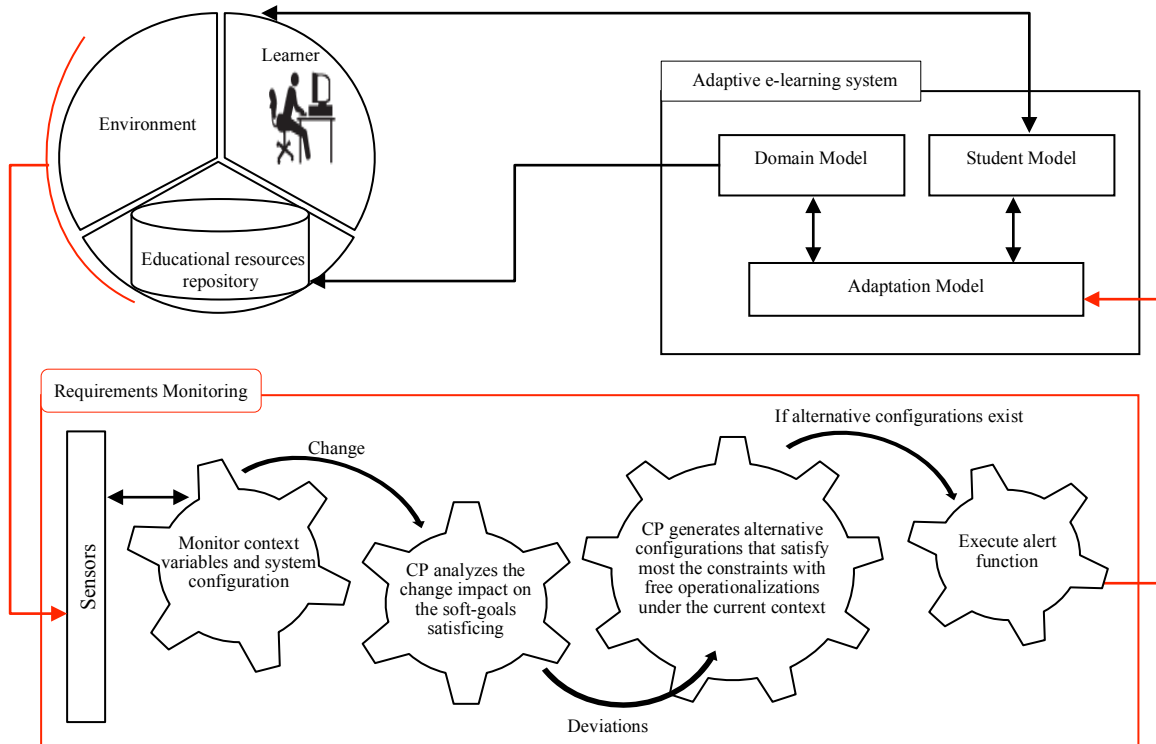 Learner
Environment
Educational resources
repository
Adaptive e-learning system
Domain Model
Student Model
Adaptation Model
Requirements Monitoring
Sensors
Change
Monitor context
variables and system
configuration
CP analyzes the
change impact on
the soft-goals
satisficing
Deviations
CP generates alternative
configurations that satisfy
most the constraints with
free operationalizations
under the current context
If alternative configurations exist
Execute alert
function